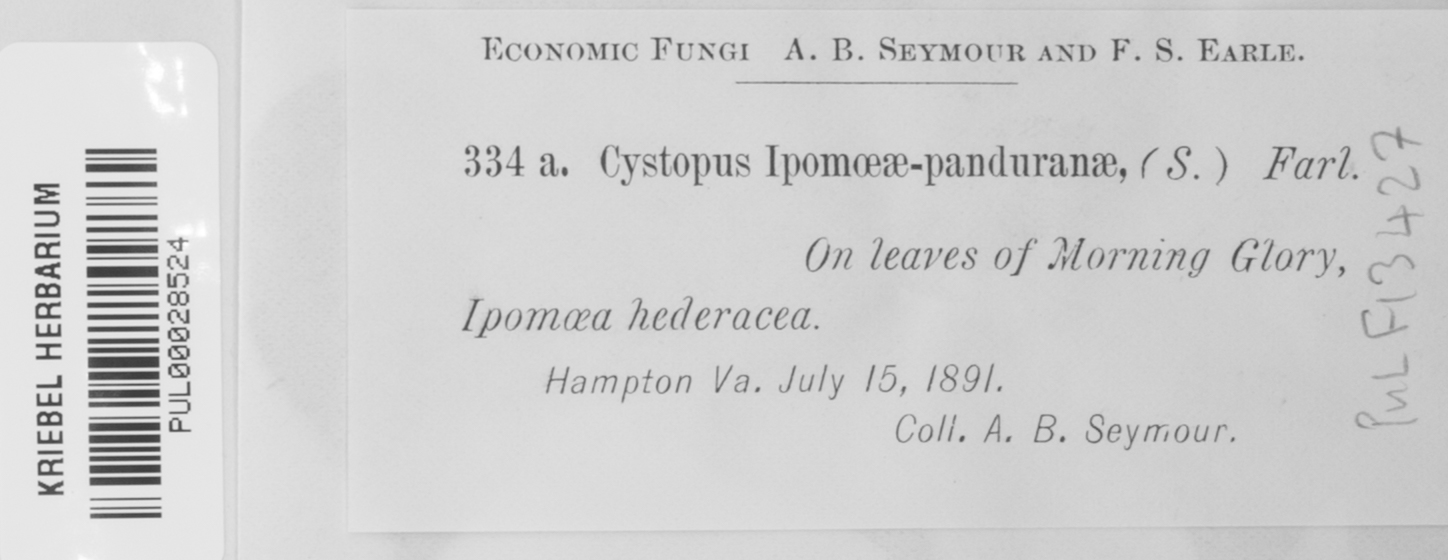 KRIEBEL HERBARIUM
PUL00028524
ECONOMIC FUNGI A. B. SEYMOUR AND F. S. EARLE.
334 a. Cystopus Ipomœæ-panduranæ, (S.) Farl.
On leaves of Morning Glory,
Ipomœa hederacea.
Hampton Va. July 15, 1891.
Coll. A. B. Seymour.
PuL F13427